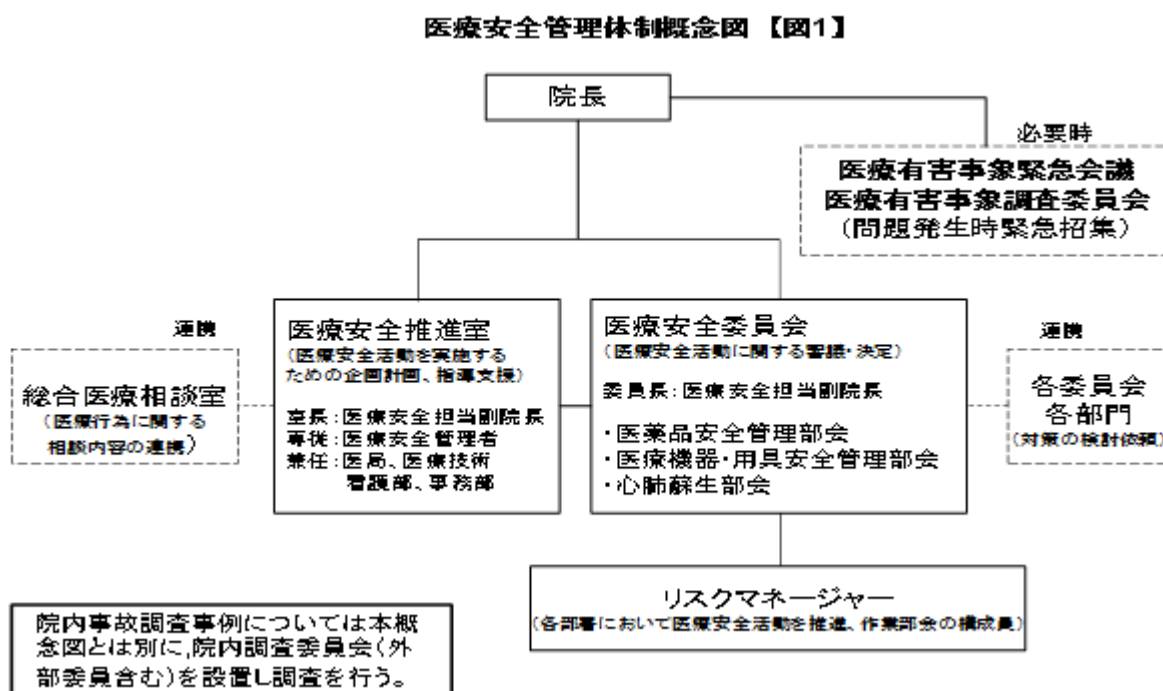 医療安全管理体制概念図 【図1】
院長
必要時
医療有害事象緊急会議
医療有害事象調査委員会
(問題発生時緊急招集)
連携
総合医療相談室
(医療行為に関する
相談内容の連携)
医療安全推進室
(医療安全活動を実施する
ための企画計画、指導支援)
室長:医療安全担当副院長
専従:医療安全管理者
兼任:医局、医療技術
看護部、事務部
医療安全委員会
(医療安全活動に関する審議・決定)
委員長:医療安全担当副院長
・医薬品安全管理部会
・医療機器・用具安全管理部会
・心肺蘇生部会
連携
各委員会
各部門
(対策の検討依頼)
リスクマネージャー
(各部署において医療安全活動を推進、作業部会の構成員)
院内事故調査事例については本概
念図とは別に,院内調査委員会(外
部委員含む)を設置し調査を行う。